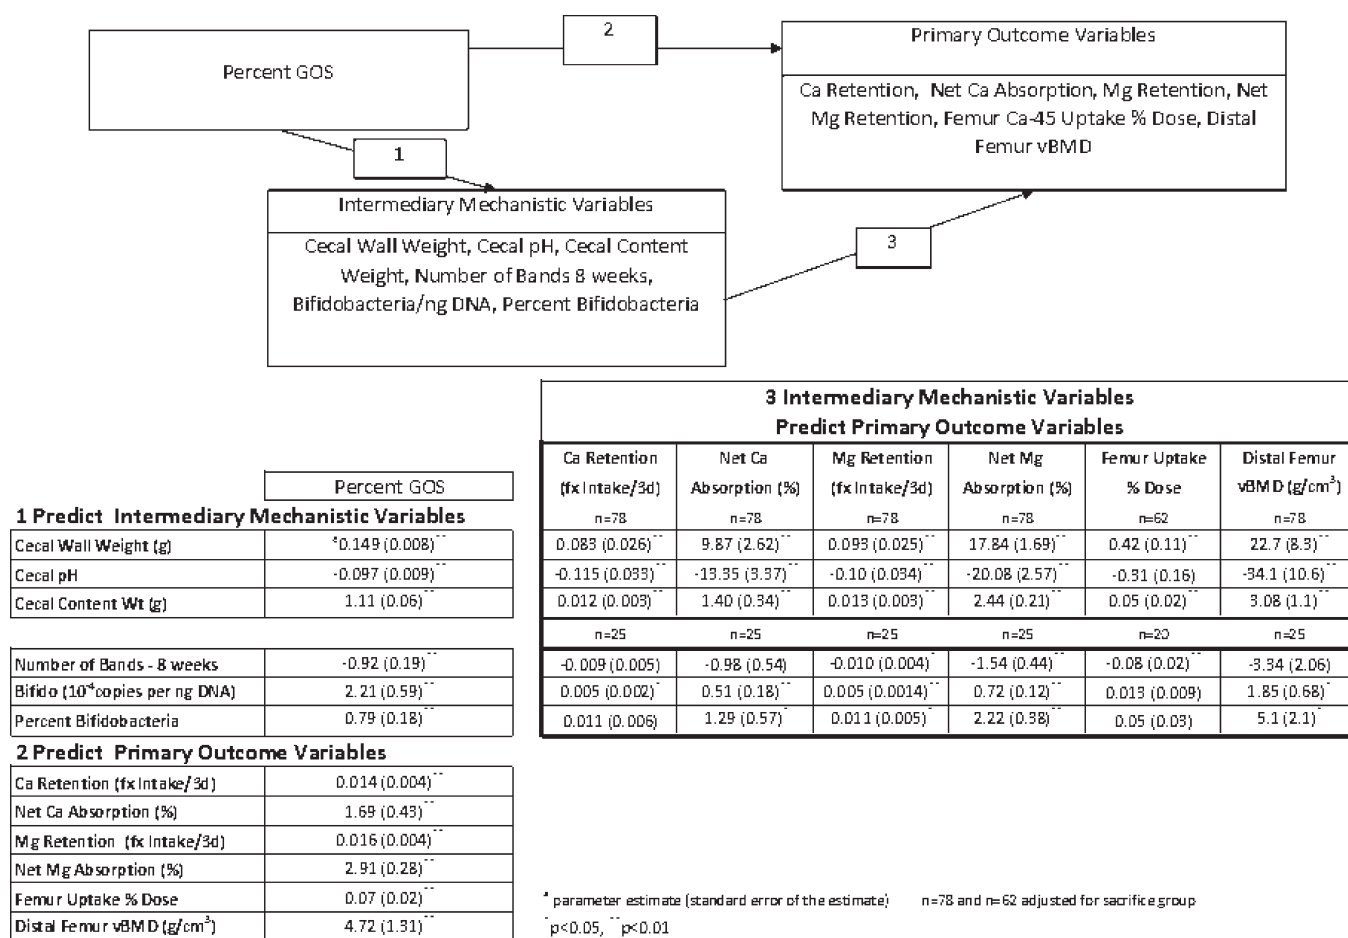 2
Percent GOS
Primary Outcome Variables
Ca Retention, Net Ca Absorption, Mg Retention, Net
Mg Retention, Femur Ca-45 Uptake % Dose, Distal
Femur vBMD
1
Intermediary Mechanistic Variables
Cecal Wall Weight, Cecal pH, Cecal Content
Weight, Number of Bands 8 weeks,
Bifidobacteria/ng DNA, Percent Bifidobacteria
3
3 Intermediary Mechanistic Variables
Predict Primary Outcome Variables
Ca Retention Net Ca Mg Retention Net Mg Femur Uptake Distal Femur
(fx Intake/3d) Absorption (%) (fx Intake/3d) Absorption (%) % Dose vBMD (g/cm³)
n=78 n=78 n=78 n=78 n=62 n=78
Percent GOS
1 Predict Intermediary Mechanistic Variables
Cecal Wall Weight (g) ª0.149 (0.008)¨ 0.083 (0.026)¨ 9.87 (2.62)¨ 0.093 (0.025)¨ 17.84 (1.69)¨ 0.42 (0.11)¨ 22.7 (8.3)¨
Cecal pH -0.097 (0.009)¨ -0.115 (0.033)¨ -13.35 (3.37)¨ -0.10 (0.034)¨ -20.08 (2.57)¨ -0.31 (0.16) -34.1 (10.6)¨
Cecal Content Wt (g) 1.11 (0.06)¨ 0.012 (0.003)¨ 1.40 (0.34)¨ 0.013 (0.003)¨ 2.44 (0.21)¨ 0.05 (0.02)¨ 3.08 (1.1)¨
n=25 n=25 n=25 n=25 n=20 n=25
Number of Bands - 8 weeks -0.92 (0.19)¨ -0.009 (0.005) -0.98 (0.54) -0.010 (0.004)* -1.54 (0.44)¨ -0.08 (0.02)¨ -3.34 (2.06)
Bifido (10⁻⁴copies per ng DNA) 2.21 (0.59)¨ 0.005 (0.002)* 0.51 (0.18)¨ 0.005 (0.0014)¨ 0.72 (0.12)¨ 0.013 (0.009) 1.85 (0.68)*
Percent Bifidobacteria 0.79 (0.18)¨ 0.011 (0.006) 1.29 (0.57)* 0.011 (0.005)* 2.22 (0.38)¨ 0.05 (0.03) 5.1 (2.1)*
2 Predict Primary Outcome Variables
Ca Retention (fx Intake/3d) 0.014 (0.004)¨
Net Ca Absorption (%) 1.69 (0.43)¨
Mg Retention (fx Intake/3d) 0.016 (0.004)¨
Net Mg Absorption (%) 2.91 (0.28)¨
Femur Uptake % Dose 0.07 (0.02)¨
Distal Femur vBMD (g/cm³) 4.72 (1.31)¨
ª parameter estimate (standard error of the estimate) n=78 and n=62 adjusted for sacrifice group
*p<0.05, ¨p<0.01